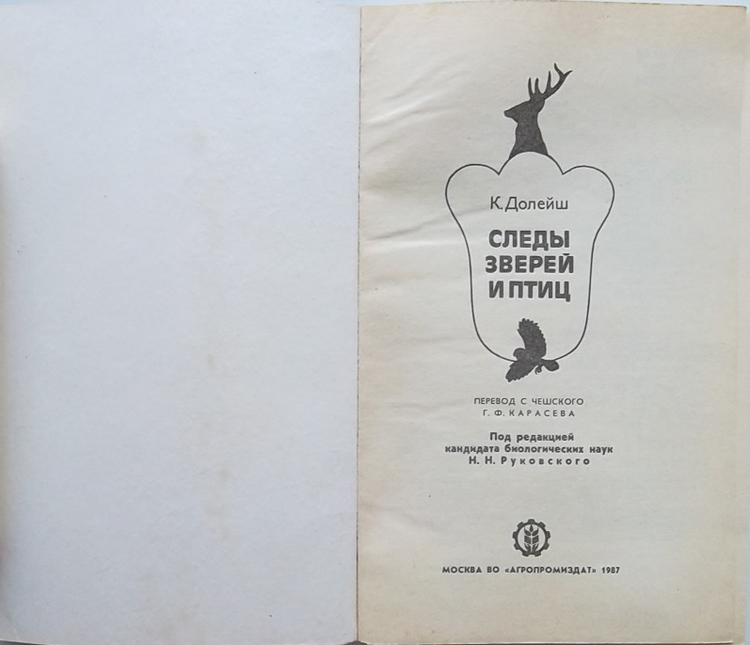 К. Долейш
СЛЕДЫ
ЗВЕРЕЙ
И ПТИЦ
ПЕРЕВОД С ЧЕШСКОГО
Г. Ф. КАРАСЕВА
Под редакцией
кандидата биологических наук
Н. Н. Руковского
МОСКВА ВО «АГРОПРОМИЗДАТ» 1987